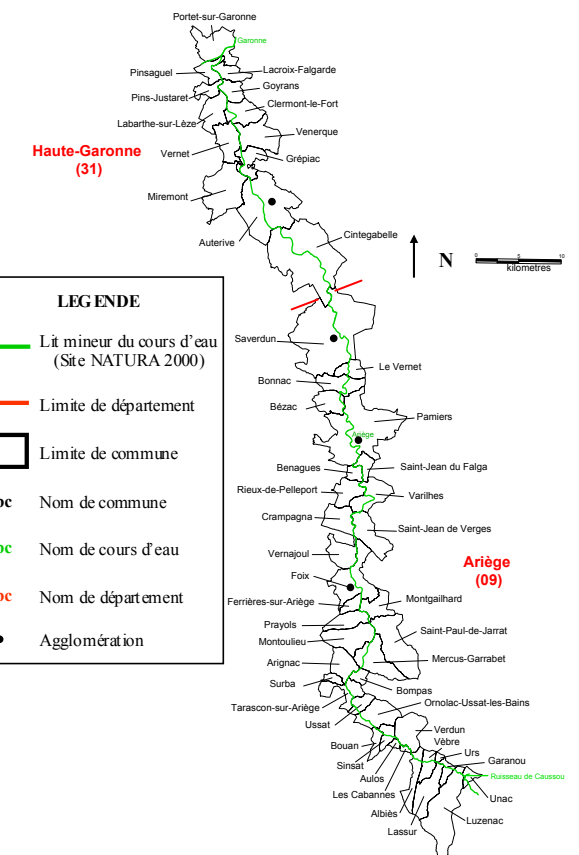 Portet-sur-Garonne
Garonne
Pinsaguel
Lacroix-Falgarde
Goyrans
Pins-Justaret
Clermont-le-Fort
Labarthe-sur-Lèze
Venerque
Vernet
Grépiac
Haute-Garonne
(31)
Miremont
Auterive
Cintegabelle
N
0 5 10
kilomètres
LEGENDE
Lit mineur du cours d'eau
(Site NATURA 2000)
Limite de département
Limite de commune
Nom de commune
Nom de cours d'eau
Nom de département
Agglomération
Saverdun
Le Vernet
Bonnac
Bézac
Pamiers
Ariège
Benagues
Saint-Jean du Falga
Rieux-de-Pelleport
Varilhes
Crampagna
Saint-Jean de Verges
Vernajoul
Ariège
(09)
Foix
Ferrières-sur-Ariège
Montgailhard
Prayols
Saint-Paul-de-Jarrat
Montoulieu
Arignac
Mercus-Garrabet
Surba
Bompas
Tarascon-sur-Ariège
Ornolac-Ussat-les-Bains
Ussat
Verdun
Bouan
Vèbre
Sinsat
Urs
Aulos
Garanou
Les Cabannes
Ruisseau de Caussou
Albiès
Unac
Lassur
Luzenac